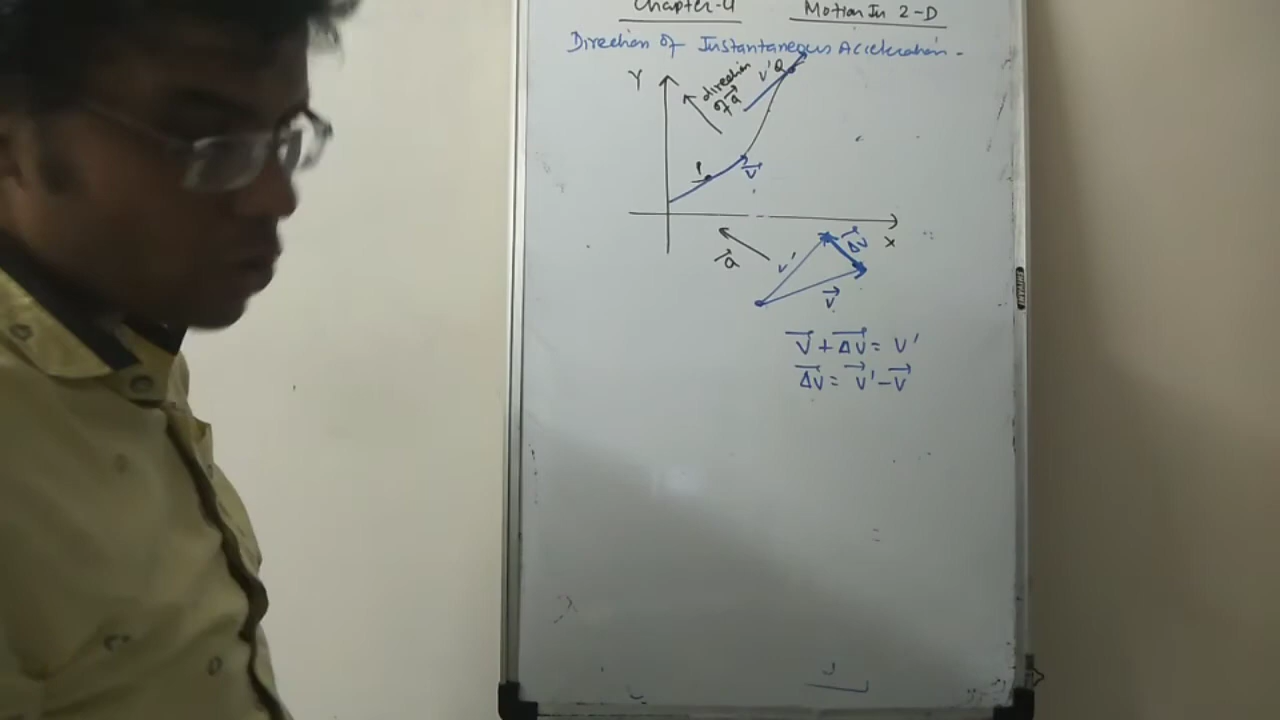 Chapter-4 Motion In 2-D
Direction of Instantaneous Acceleration -
Y
direction
of a⃗
v' Q
v⃗
X
a⃗
v'
Δv⃗
v⃗
v⃗ + Δv⃗ = v'
Δv⃗ = v⃗' - v⃗